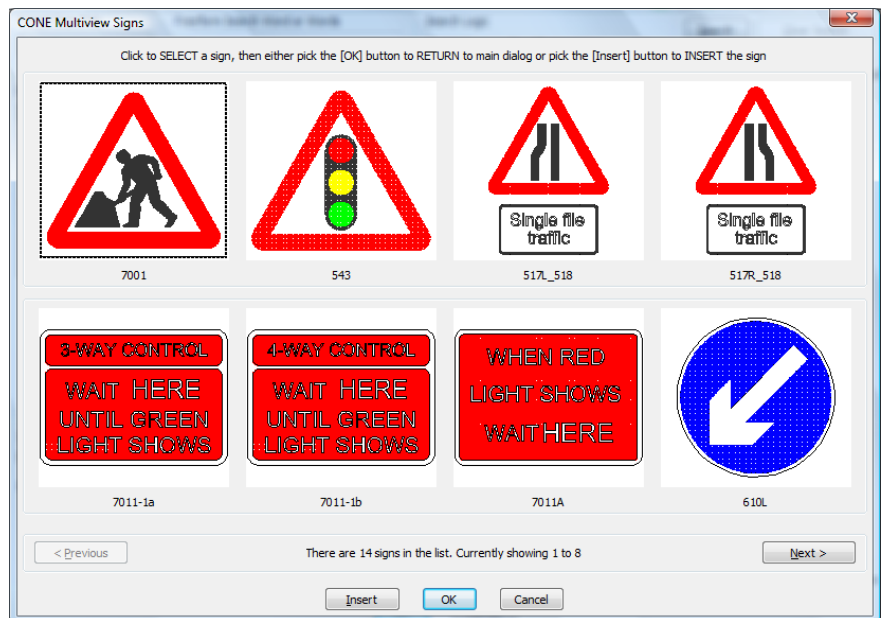 CONE Multiview Signs
Click to SELECT a sign, then either pick the [OK] button to RETURN to main dialog or pick the [Insert] button to INSERT the sign
Single file
traffic
Single file
traffic
7001
543
517L_518
517R_518
3-WAY CONTROL
WAIT HERE
UNTIL GREEN
LIGHT SHOWS
4-WAY CONTROL
WAIT HERE
UNTIL GREEN
LIGHT SHOWS
WHEN RED
LIGHT SHOWS
WAIT HERE
7011-1a
7011-1b
7011A
610L
< Previous
There are 14 signs in the list. Currently showing 1 to 8
Next >
Insert
OK
Cancel